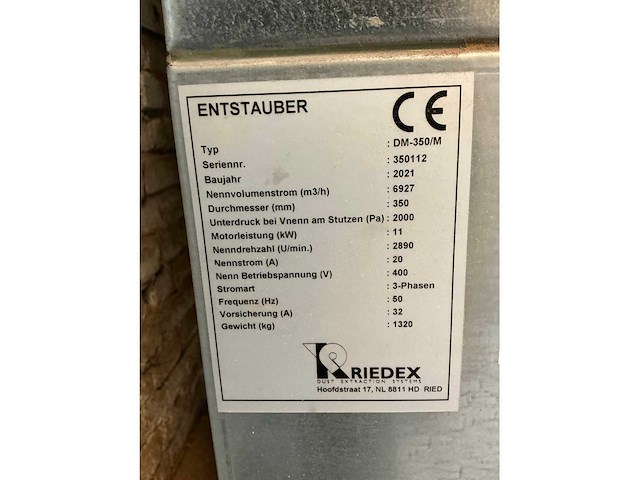 ENTSTAUBER CE
Typ : DM-350/M
Seriennr. : 350112
Baujahr : 2021
Nennvolumenstrom (m3/h) : 6927
Durchmesser (mm) : 350
Unterdruck bei Vnenn am Stutzen (Pa) : 2000
Motorleistung (kW) : 11
Nenndrehzahl (U/min.) : 2890
Nennstrom (A) : 20
Nenn Betriebspannung (V) : 400
Stromart : 3-Phasen
Frequenz (Hz) : 50
Vorsicherung (A) : 32
Gewicht (kg) : 1320
RIEDEX
DUST EXTRACTION SYSTEMS
Hoofdstraat 17, NL 8811 HD RIED